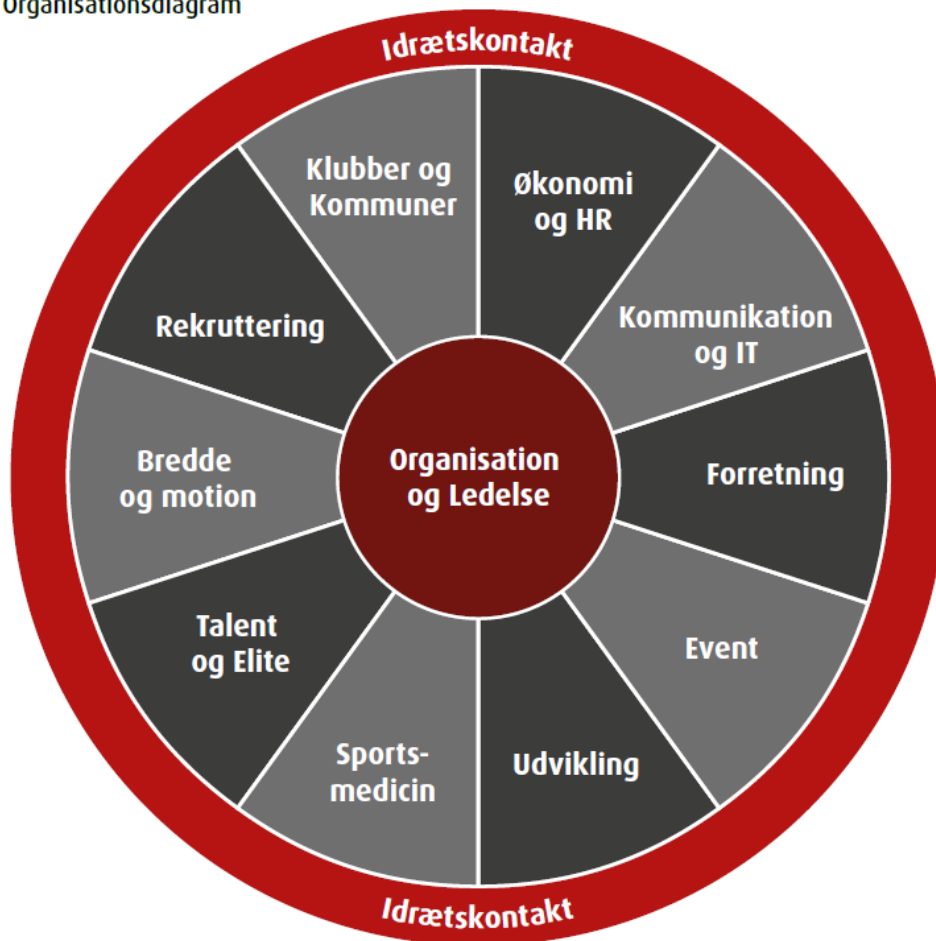 Organisationsdiagram
Idrætskontakt
Klubber og
Kommuner
Økonomi
og HR
Kommunikation
og IT
Rekruttering
Forretning
Bredde
og motion
Organisation
og Ledelse
Talent
og Elite
Event
Sports-
medicin
Udvikling
Idrætskontakt